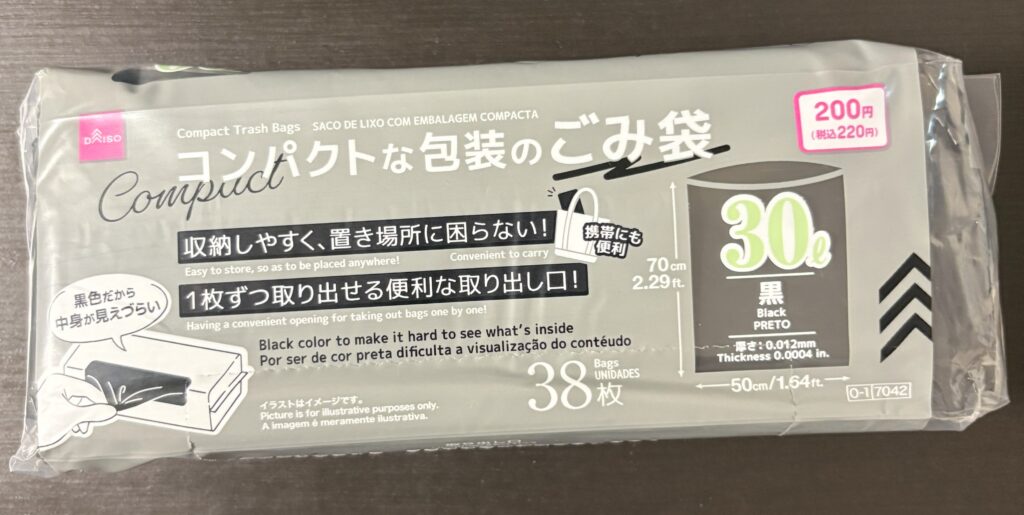 DAISO
Compact Trash Bags SACO DE LIXO COM EMBALAGEM COMPACTA
コンパクトな包装のごみ袋
Compact
200円
(税込220円)
収納しやすく、置き場所に困らない!
Easy to store, so as to be placed anywhere!
Convenient to carry
携帯にも
便利
1枚ずつ取り出せる便利な取り出し口!
Having a convenient opening for taking out bags one by one!
黒色だから
中身が見えづらい
Black color to make it hard to see what's inside
Por ser de cor preta dificulta a visualização do contéudo
38枚
Bags
UNIDADES
イラストはイメージです。
Picture is for illustrative purposes only.
A imagem é meramente ilustrativa.
70cm
2.29ft.
30ℓ
黒
Black
PRETO
厚さ:0.012mm
Thickness 0.0004 in.
50cm/1.64ft.
O-1 7042